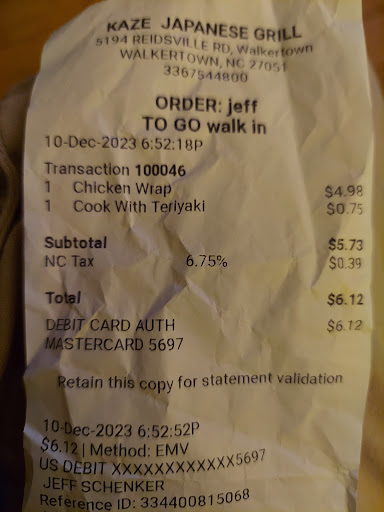 KAZE JAPANESE GRILL
5194 REIDSVILLE RD, Walkertown
WALKERTOWN, NC 27051
3367544800
ORDER: jeff
TO GO walk in
10-Dec-2023 6:52:18P
Transaction 100046
1 Chicken Wrap $4.98
1 Cook With Teriyaki $0.75
Subtotal $5.73
NC Tax 6.75% $0.39
Total $6.12
DEBIT CARD AUTH $6.12
MASTERCARD 5697
Retain this copy for statement validation
10-Dec-2023 6:52:52P
$6.12 | Method: EMV
US DEBIT XXXXXXXXXXXX5697
JEFF SCHENKER
Reference ID: 334400815068